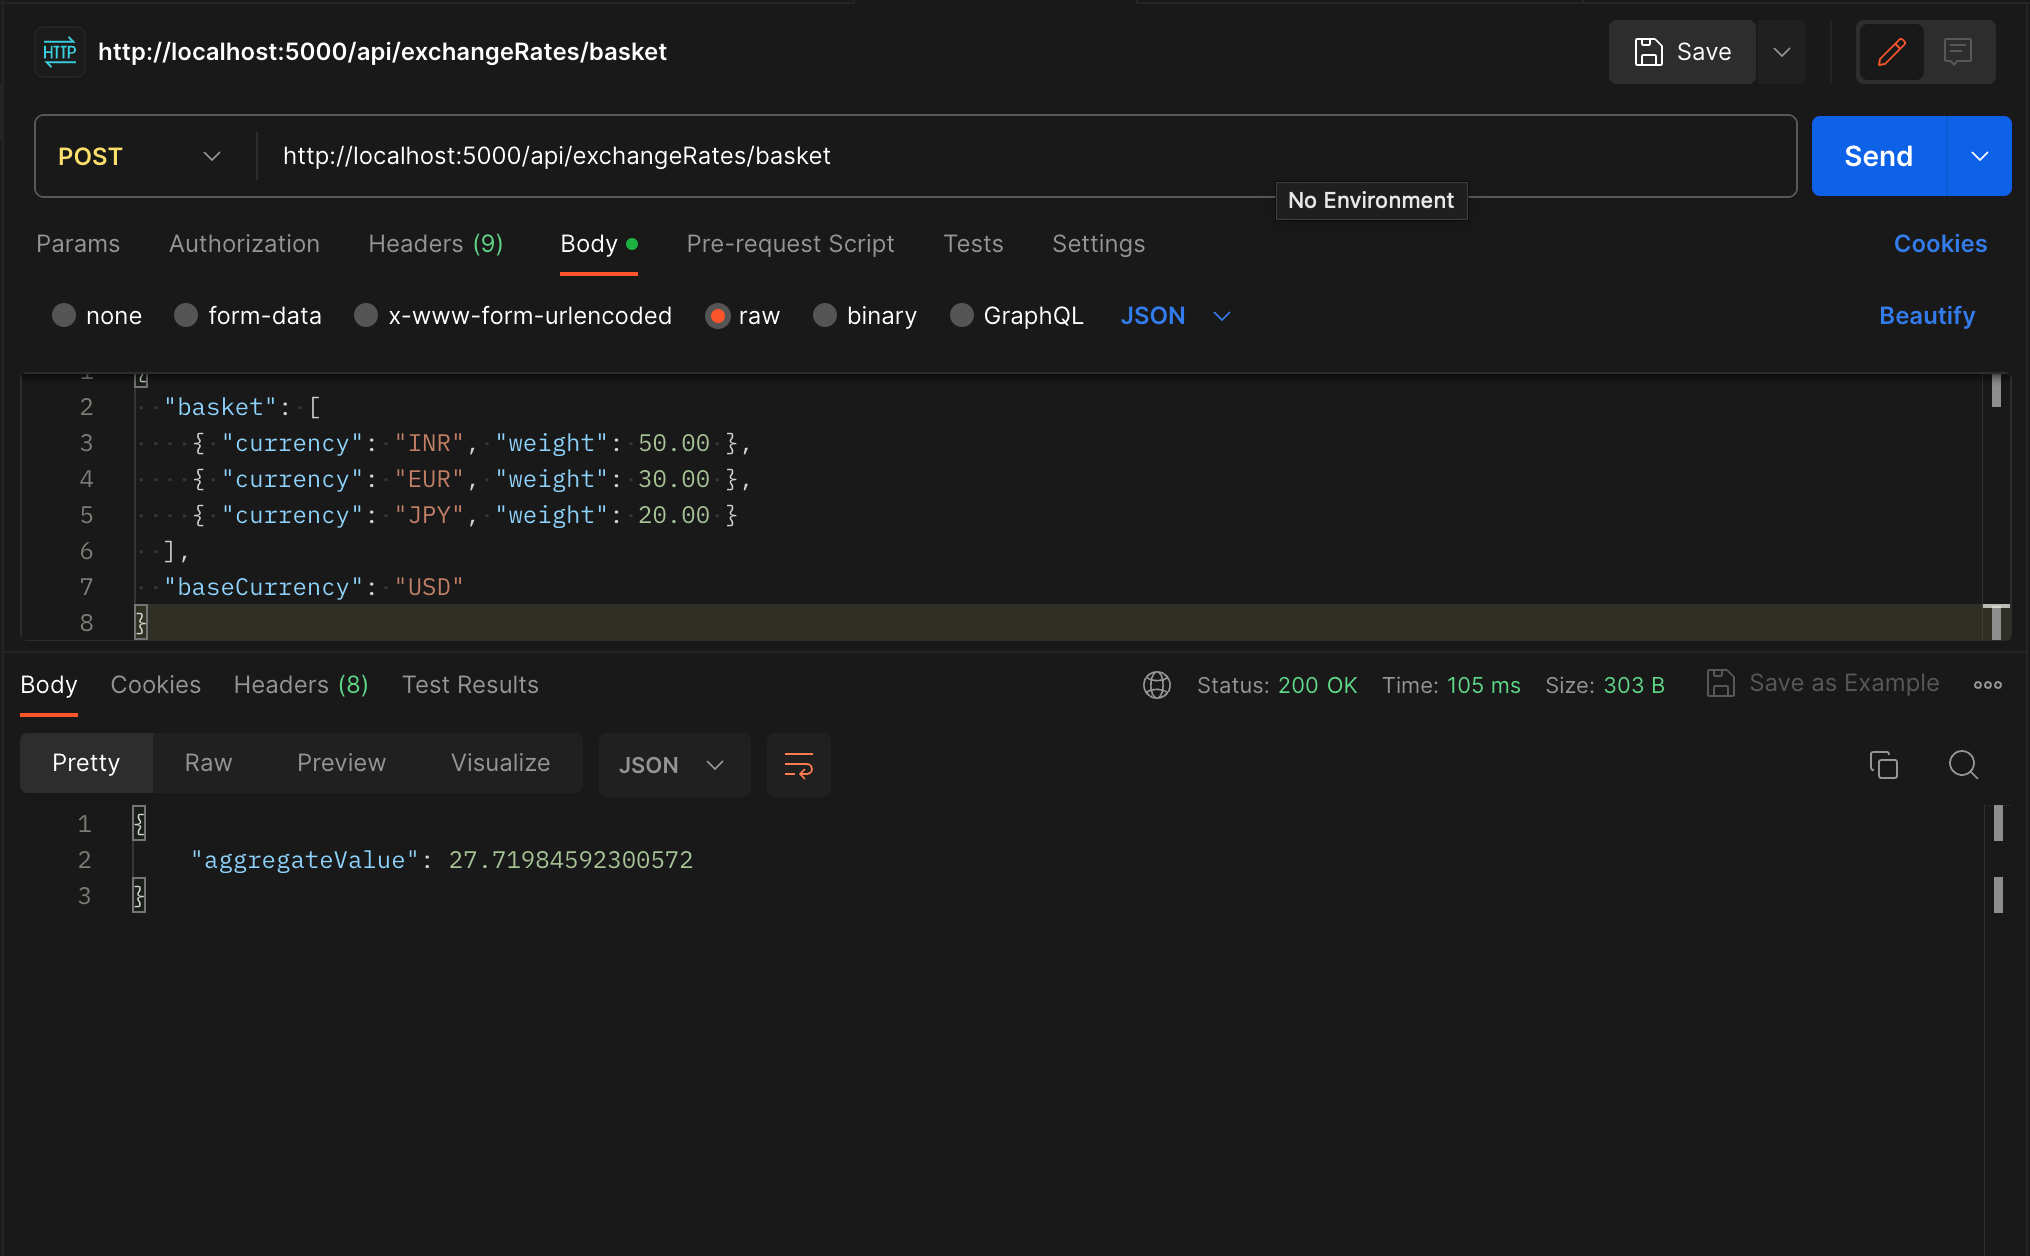 HTTP http://localhost:5000/api/exchangeRates/basket Save
POST http://localhost:5000/api/exchangeRates/basket Send
No Environment
Params Authorization Headers (9) Body Pre-request Script Tests Settings Cookies
none form-data x-www-form-urlencoded raw binary GraphQL JSON Beautify
1 {
2 "basket": [
3 { "currency": "INR", "weight": 50.00 },
4 { "currency": "EUR", "weight": 30.00 },
5 { "currency": "JPY", "weight": 20.00 }
6 ],
7 "baseCurrency": "USD"
8 }
Body Cookies Headers (8) Test Results Status: 200 OK Time: 105 ms Size: 303 B Save as Example
Pretty Raw Preview Visualize JSON
1 {
2 "aggregateValue": 27.71984592300572
3 }